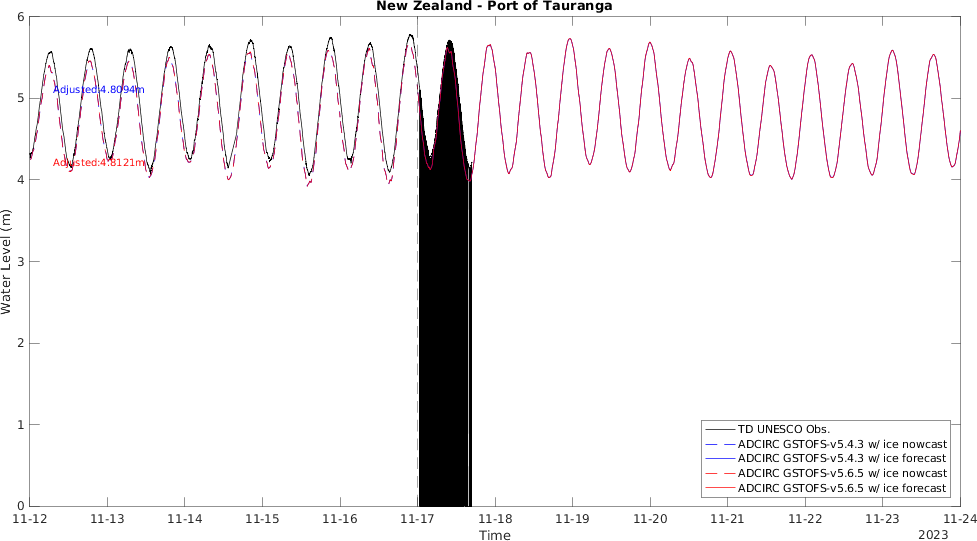 New Zealand - Port of Tauranga
6
5
4
3
2
1
0
Water Level (m)
Adjusted:4.8094m
Adjusted:4.8121m
TD UNESCO Obs.
ADCIRC GSTOFS-v5.4.3 w/ ice nowcast
ADCIRC GSTOFS-v5.4.3 w/ ice forecast
ADCIRC GSTOFS-v5.6.5 w/ ice nowcast
ADCIRC GSTOFS-v5.6.5 w/ ice forecast
11-12 11-13 11-14 11-15 11-16 11-17 11-18 11-19 11-20 11-21 11-22 11-23 11-24
Time
2023